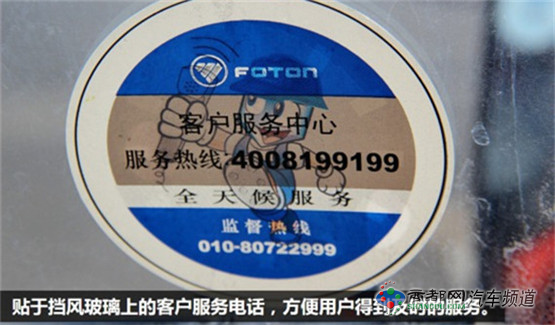 FOTON
客户服务中心
服务热线:4008199199
全天候服务
监督热线
010-80722999
贴于挡风玻璃上的客户服务电话，方便用户得到及时的服务。
汽车频道